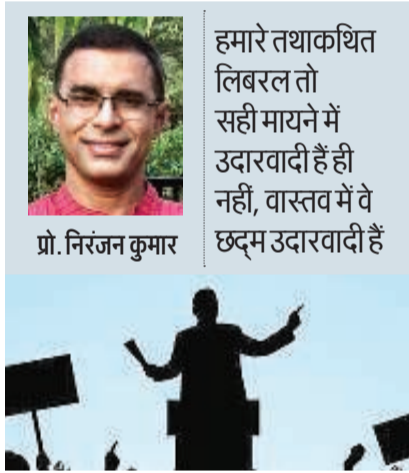 हमारे तथाकथित
लिबरल तो
सही मायने में
उदारवादी हैं ही
नहीं, वास्तव में वे
छद्म उदारवादी हैं
प्रो. निरंजन कुमार